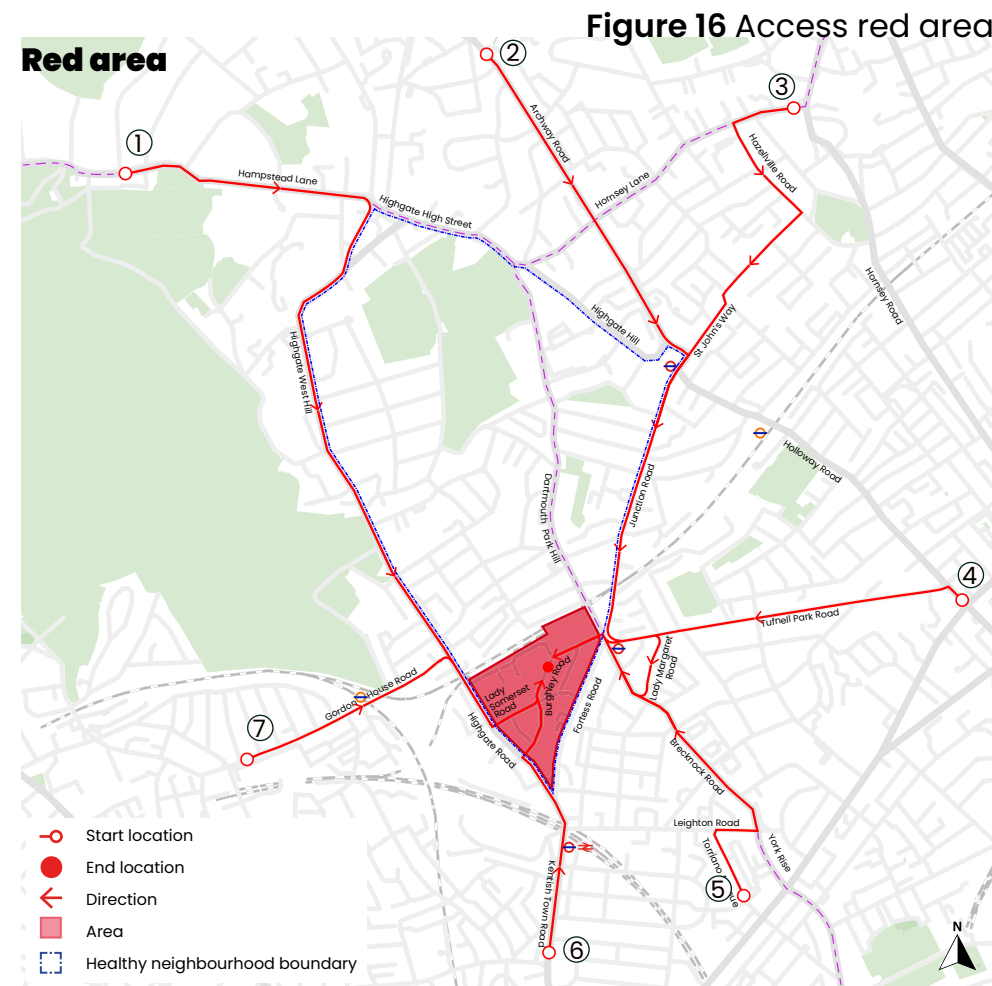 Figure 16 Access red area
Red area
②
③
①
Archway Road
Hazellville Road
Hampstead Lane
Hornsey Lane
Highgate High Street
Hornsey Road
Highgate Hill
St John's Way
Highgate West Hill
Holloway Road
Junction Road
Dartmouth Park Hill
④
Tufnell Park Road
Lady Margaret
Road
Lady
Somerset
Road
Burghley Road
Fortess Road
Gordon House Road
Highgate Road
⑦
Brecknock Road
Leighton Road
York Rise
Torriano
⑤
Kentish Town Road
⑥
Start location
End location
Direction
Area
Healthy neighbourhood boundary
N